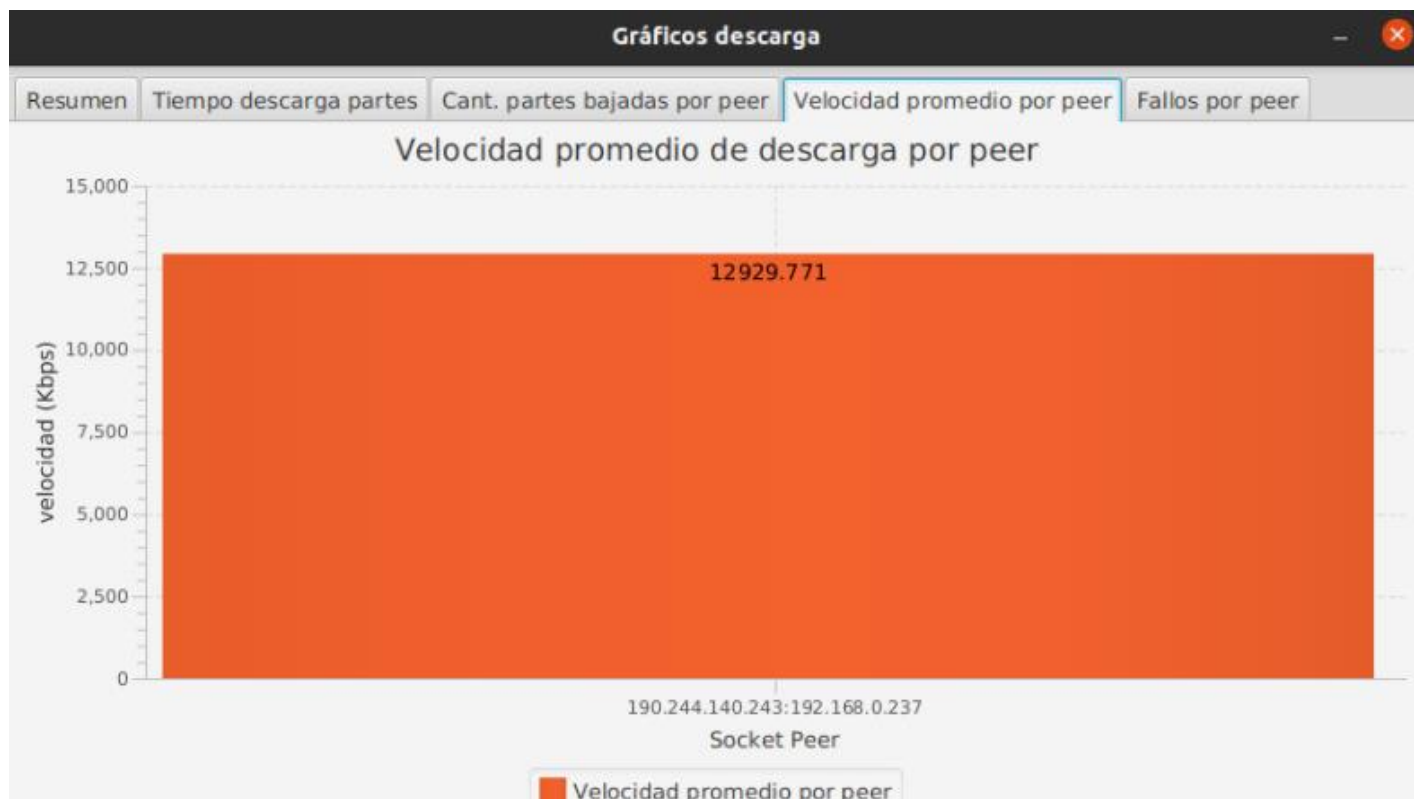 Gráficos descarga
Resumen Tiempo descarga partes Cant. partes bajadas por peer Velocidad promedio por peer Fallos por peer
Velocidad promedio de descarga por peer
15,000
12,500
12929.771
10,000
7,500
5,000
2,500
0
velocidad (Kbps)
190.244.140.243:192.168.0.237
Socket Peer
Velocidad promedio por peer